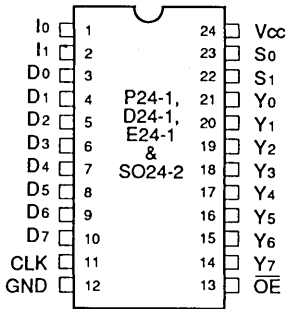 I0 1 24 Vcc
I1 2 23 S0
D0 3 22 S1
D1 4 P24-1, 21 Y0
D2 5 D24-1, 20 Y1
D3 6 E24-1 19 Y2
D4 7 & 18 Y3
D5 8 SO24-2 17 Y4
D6 9 16 Y5
D7 10 15 Y6
CLK 11 14 Y7
GND 12 13 OE